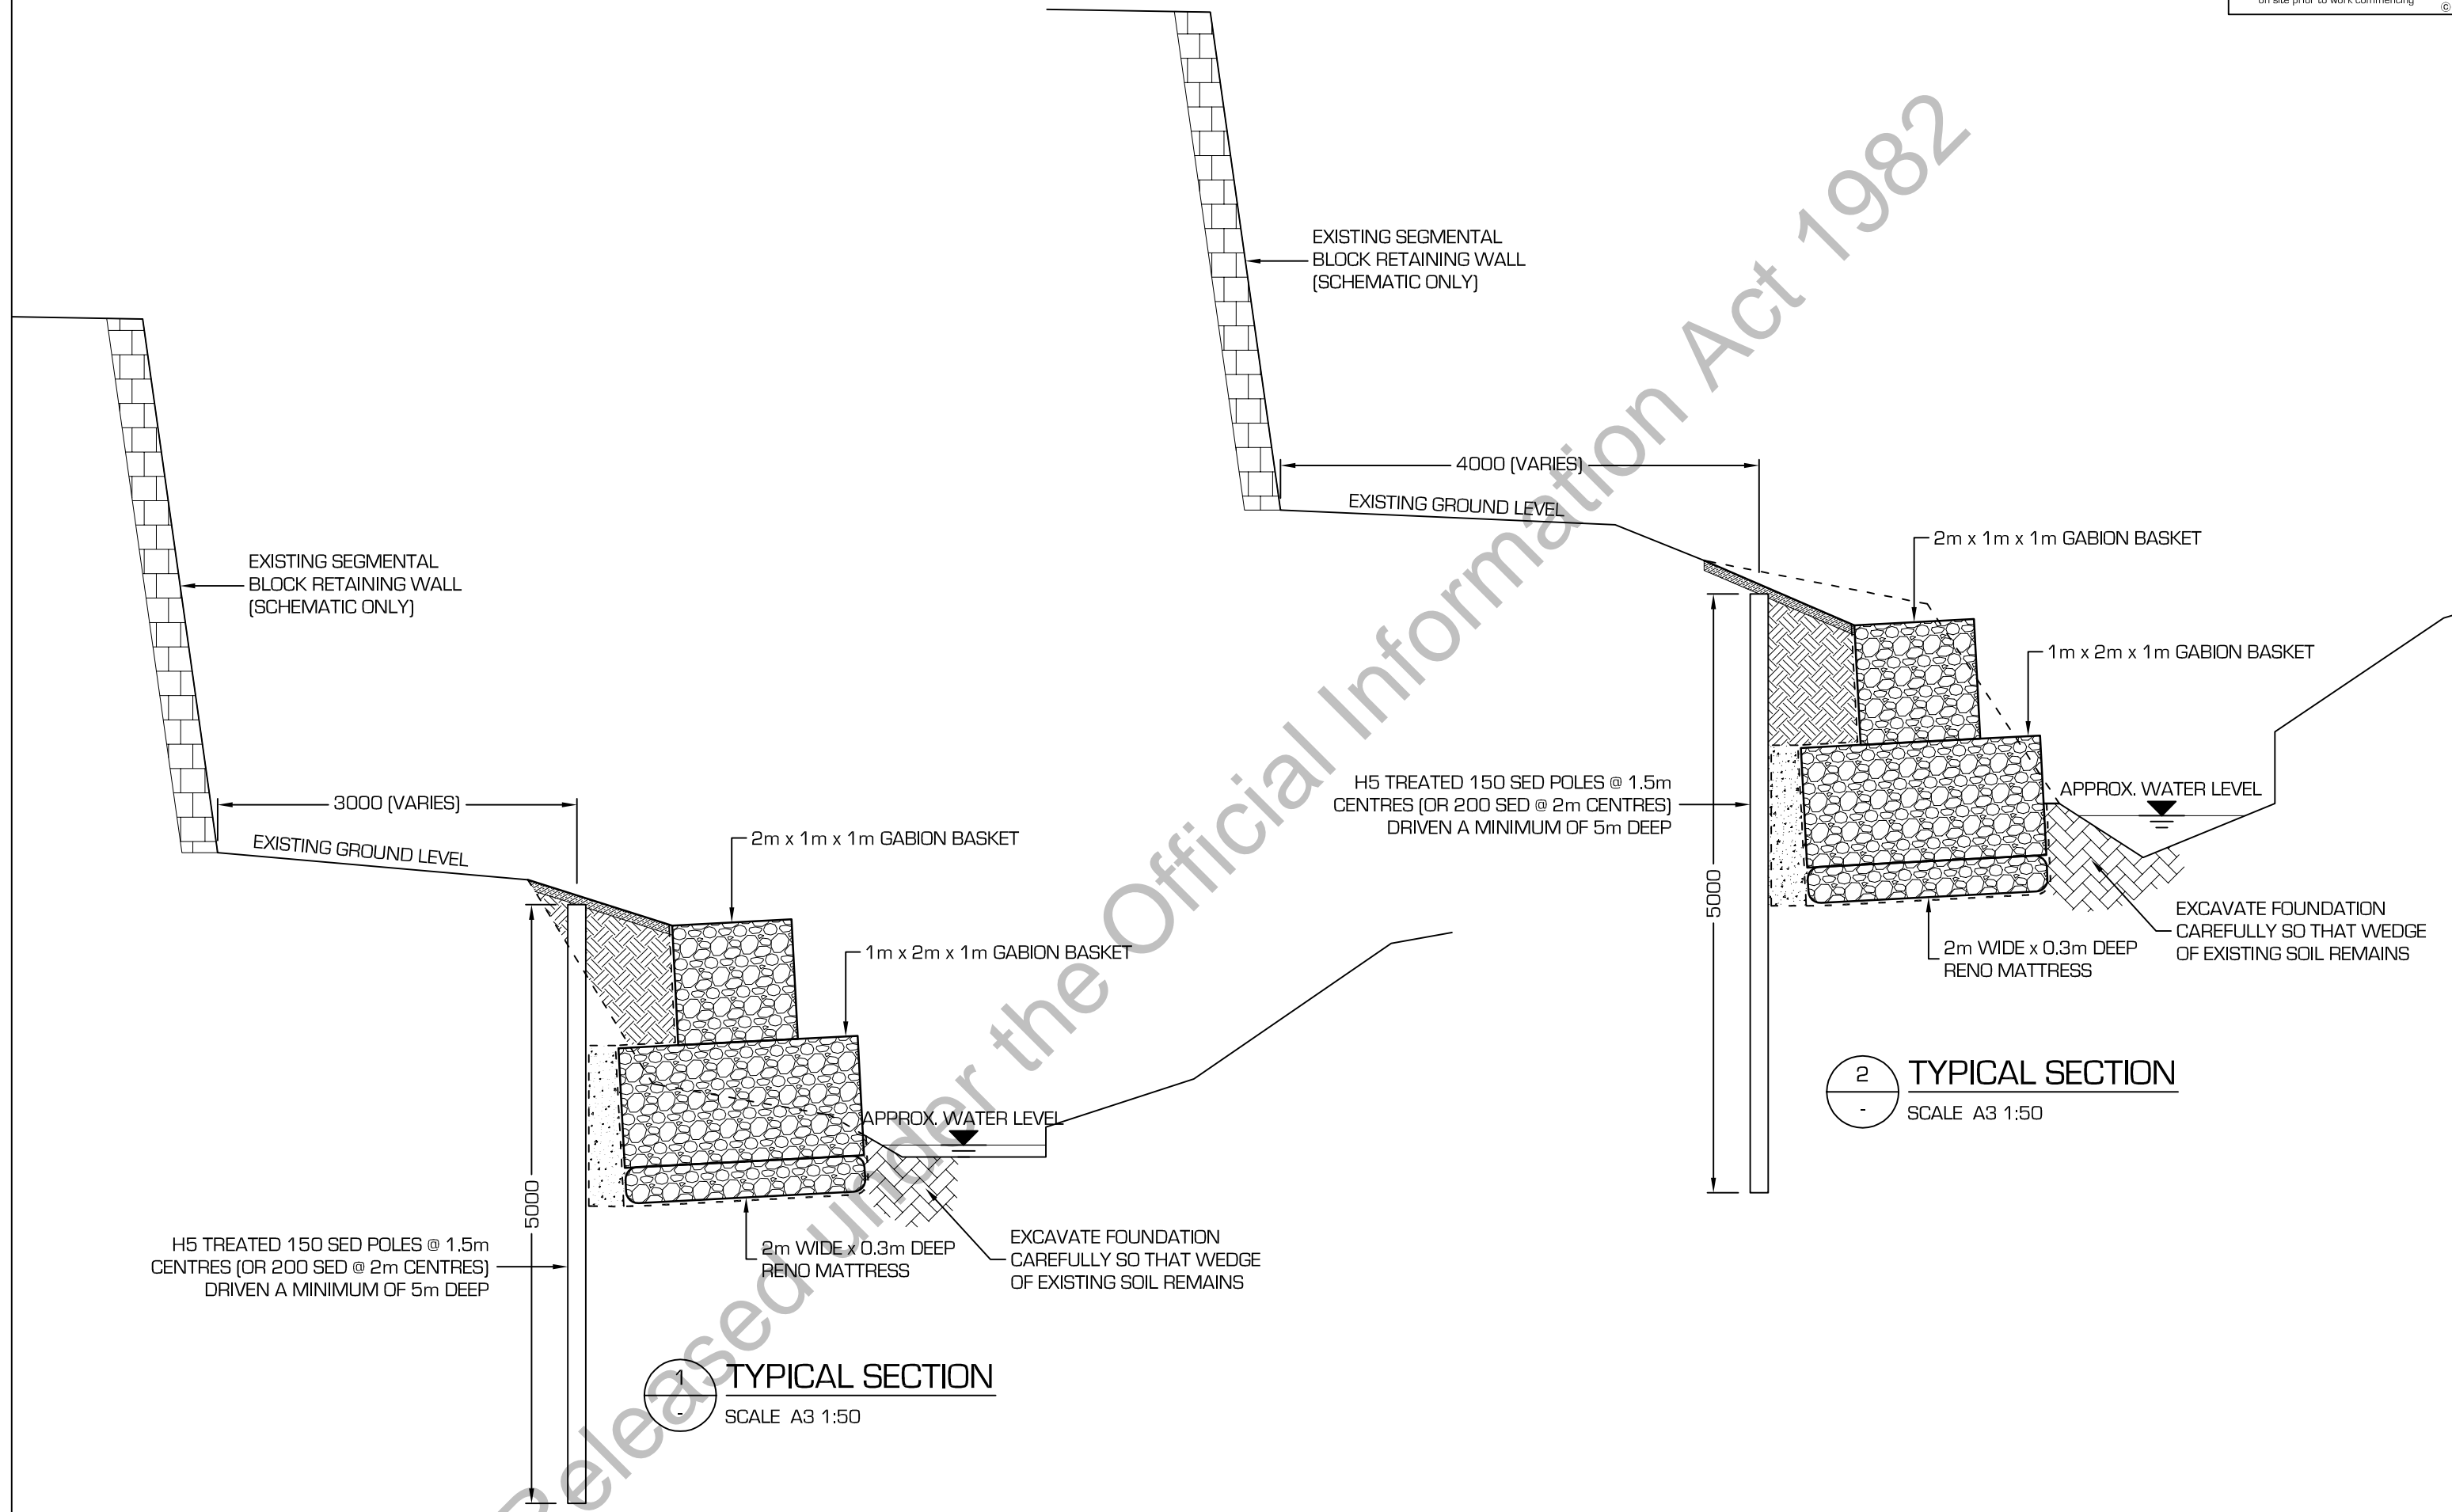 on site prior to work commencing ©
EXISTING SEGMENTAL
BLOCK RETAINING WALL
(SCHEMATIC ONLY)
3000 (VARIES)
EXISTING GROUND LEVEL
2m x 1m x 1m GABION BASKET
1m x 2m x 1m GABION BASKET
APPROX. WATER LEVEL
5000
H5 TREATED 150 SED POLES @ 1.5m
CENTRES (OR 200 SED @ 2m CENTRES)
DRIVEN A MINIMUM OF 5m DEEP
2m WIDE x 0.3m DEEP
RENO MATTRESS
EXCAVATE FOUNDATION
CAREFULLY SO THAT WEDGE
OF EXISTING SOIL REMAINS
1
-
TYPICAL SECTION
SCALE A3 1:50
EXISTING SEGMENTAL
BLOCK RETAINING WALL
(SCHEMATIC ONLY)
4000 (VARIES)
EXISTING GROUND LEVEL
2m x 1m x 1m GABION BASKET
1m x 2m x 1m GABION BASKET
H5 TREATED 150 SED POLES @ 1.5m
CENTRES (OR 200 SED @ 2m CENTRES)
DRIVEN A MINIMUM OF 5m DEEP
APPROX. WATER LEVEL
5000
2m WIDE x 0.3m DEEP
RENO MATTRESS
EXCAVATE FOUNDATION
CAREFULLY SO THAT WEDGE
OF EXISTING SOIL REMAINS
2
-
TYPICAL SECTION
SCALE A3 1:50
Released under the Official Information Act 1982